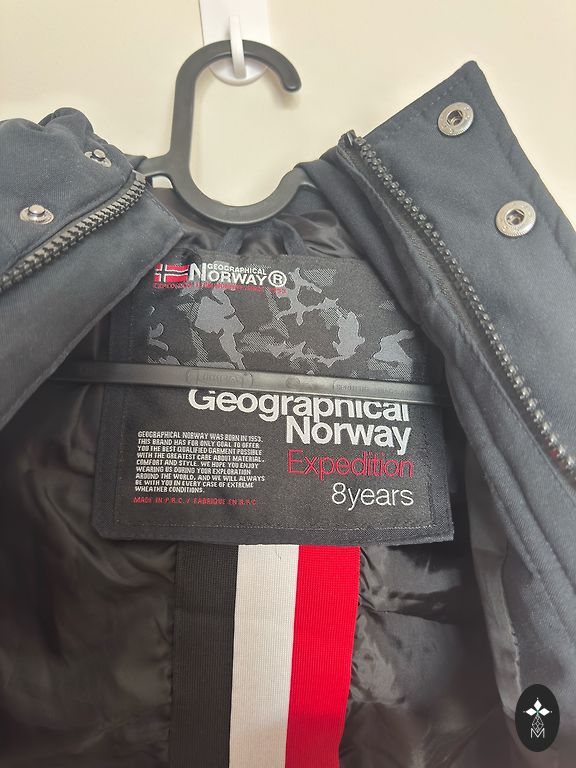 GEOGRAPHICAL
NORWAY®
Geographical
Norway
Expedition
8years
GEOGRAPHICAL NORWAY WAS BORN IN 1953.
THIS BRAND HAS FOR ONLY GOAL TO OFFER
YOU THE BEST QUALIFIED GARMENT POSSIBLE
WITH THE GREATEST CARE ABOUT MATERIAL,
COMFORT AND STYLE. WE HOPE YOU ENJOY
WEARING US DURING YOUR EXPLORATION
AROUND THE WORLD. AND WE WILL ALWAYS
BE WITH YOU IN EVERY CASE OF EXTREME
WHEATHER CONDITIONS.
MADE IN P.R.C. / FABRIQUE EN R.P.C
M